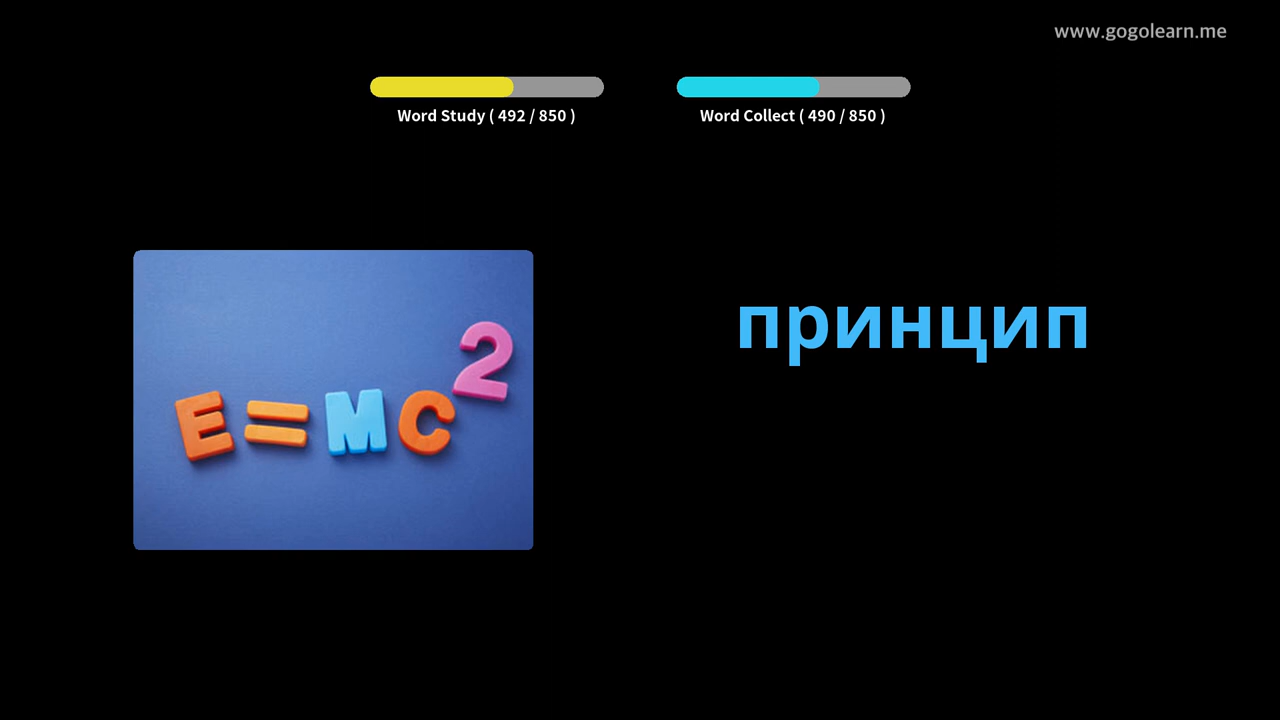 www.gogolearn.me
Word Study ( 492 / 850 )
Word Collect ( 490 / 850 )
принцип
E=MC²